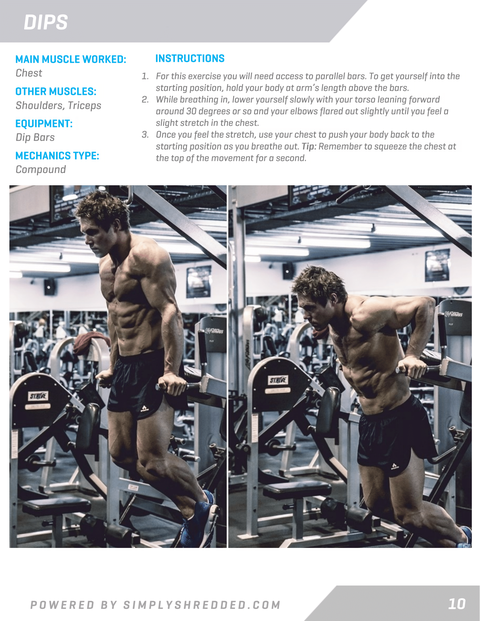 DIPS
MAIN MUSCLE WORKED:
Chest
OTHER MUSCLES:
Shoulders, Triceps
EQUIPMENT:
Dip Bars
MECHANICS TYPE:
Compound
INSTRUCTIONS
1. For this exercise you will need access to parallel bars. To get yourself into the
starting position, hold your body at arm's length above the bars.
2. While breathing in, lower yourself slowly with your torso leaning forward
around 30 degrees or so and your elbows flared out slightly until you feel a
slight stretch in the chest.
3. Once you feel the stretch, use your chest to push your body back to the
starting position as you breathe out. Tip: Remember to squeeze the chest at
the top of the movement for a second.
STRIVE
STRIVE
POWERED BY SIMPLYSHREDDED.COM
10